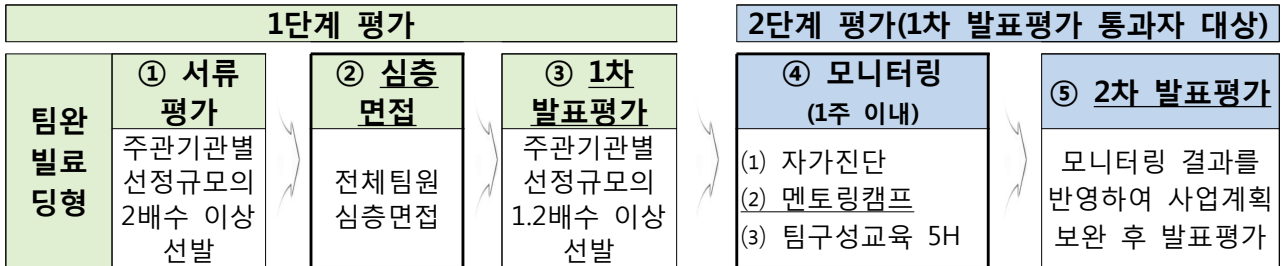 1단계 평가
2단계 평가(1차 발표평가 통과자 대상)
팀완
빌료
딩형
① 서류
평가
주관기관별
선정규모의
2배수 이상
선발
② 심층
면접
전체팀원
심층면접
③ 1차
발표평가
주관기관별
선정규모의
1.2배수 이상
선발
④ 모니터링
(1주 이내)
⑴ 자가진단
⑵ 멘토링캠프
⑶ 팀구성교육 5H
⑤ 2차 발표평가
모니터링 결과를
반영하여 사업계획
보완 후 발표평가